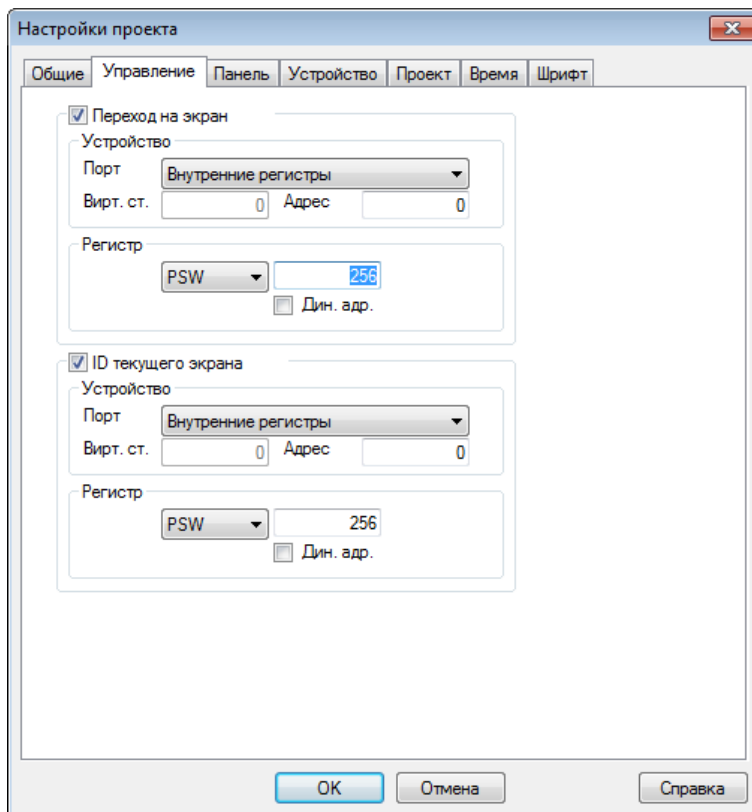 Настройки проекта
Общие Управление Панель Устройство Проект Время Шрифт
Переход на экран
Устройство
Порт Внутренние регистры
Вирт. ст. 0 Адрес 0
Регистр
PSW 256
Дин. адр.
ID текущего экрана
Устройство
Порт Внутренние регистры
Вирт. ст. 0 Адрес 0
Регистр
PSW 256
Дин. адр.
OK Отмена Справка